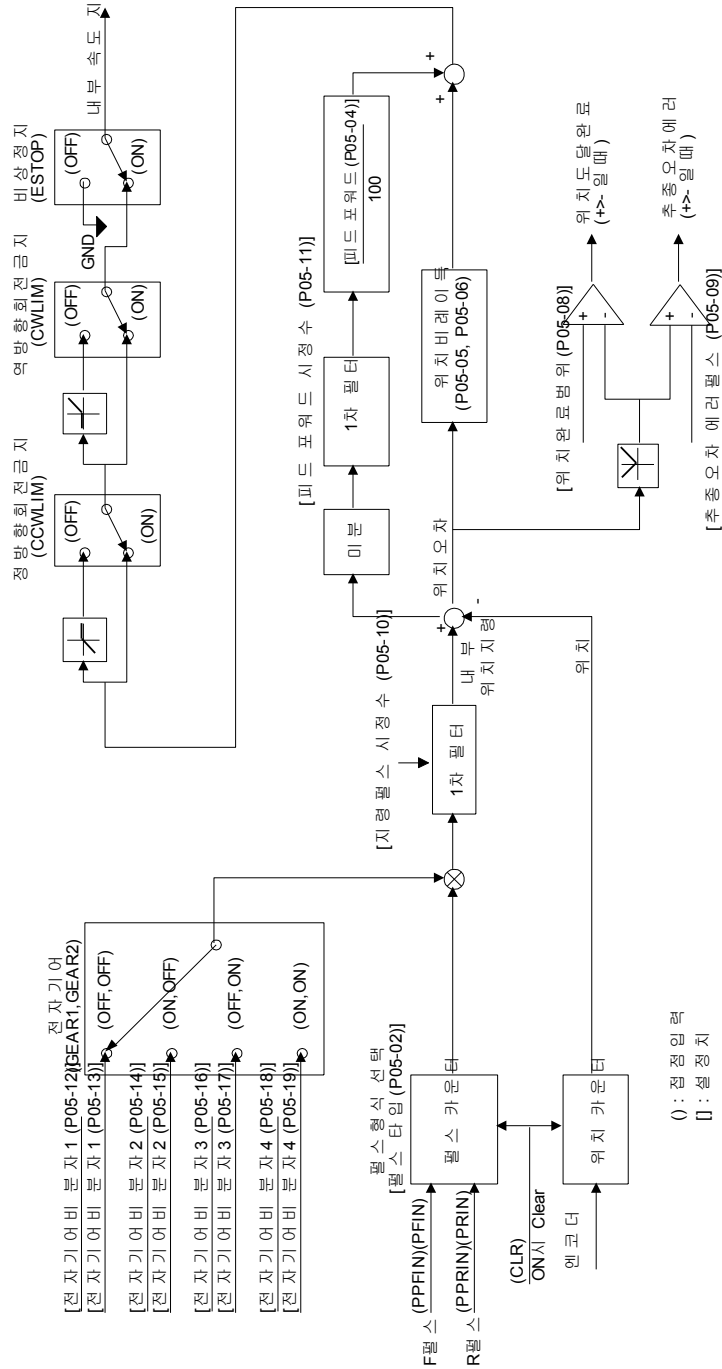 전자기어
(GEAR1,GEAR2)
[전자기어비 분자1 (P05-12)]
[전자기어비 분자1 (P05-13)]
(OFF,OFF)
[전자기어비 분자2 (P05-14)]
[전자기어비 분자2 (P05-15)]
(ON,OFF)
[전자기어비 분자3 (P05-16)]
[전자기어비 분자3 (P05-17)]
(OFF,ON)
[전자기어비 분자4 (P05-18)]
[전자기어비 분자4 (P05-19)]
(ON,ON)
정방향회전금지
(CCWLIM)
(OFF)
(ON)
역방향회전금지
(CWLIM)
(OFF)
(ON)
비상정지
(ESTOP)
(OFF)
(ON)
GND
내부 속도 지
[피드 포워드 시정수 (P05-11)]
미분
1차 필터
[피드 포워드(P05-04)]
100
+
+
[지령펄스 시정수 (P05-10)]
1차 필터
내부
위치지령
+
-
위치오차
위치비례이득
(P05-05, P05-06)
펄스형식 선택
[펄스타입(P05-02)]
F펄스(PPFIN)(PFIN)
R펄스(PPRIN)(PRIN)
펄스 카운터
(CLR)
ON시 Clear
엔코더
위치 카운터
위치
[위치완료범위(P05-08)]
+
-
위치도달완료
(+>-일때)
[추종오차 에러펄스 (P05-09)]
+
-
추종오차에러
(+>-일때)
() : 접점입력
[] : 설정치